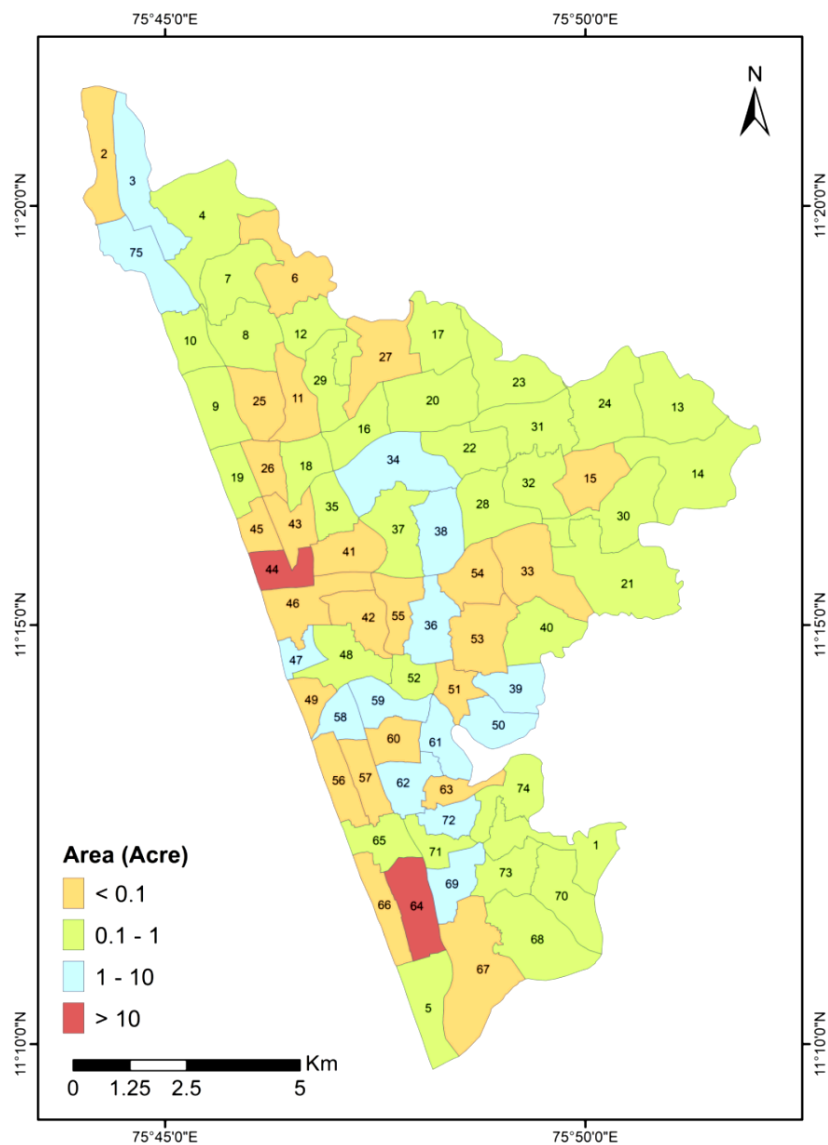 75°45'0"E 75°50'0"E
N
2
3
11°20'0"N 11°20'0"N
4
75
7 6
10 8 12 17
27
29 23
9 25 11 20 24 13
16 31
26 18 34 22
19 15 14
32
35 28
45 43 37 38 30
41
44 54 33
21
46 42 55 36
11°15'0"N 11°15'0"N
53 40
47 48
52 51 39
49 59
58 50
60 61
56 57 62
63 74
72
65 71 1
Area (Acre)
< 0.1
0.1 - 1
1 - 10
> 10
73
69
66 64 70
68
67
5
11°10'0"N 11°10'0"N
Km
0 1.25 2.5 5
75°45'0"E 75°50'0"E